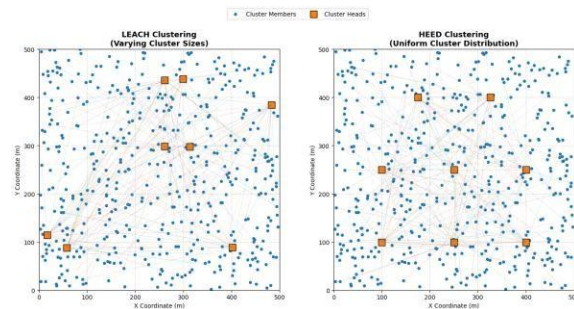 Cluster Members Cluster Heads
LEACH Clustering
(Varying Cluster Sizes)
HEED Clustering
(Uniform Cluster Distribution)
500
400
300
200
100
0
0 100 200 300 400 500
Y Coordinate (m)
X Coordinate (m)
500
400
300
200
100
0
0 100 200 300 400 500
Y Coordinate (m)
X Coordinate (m)